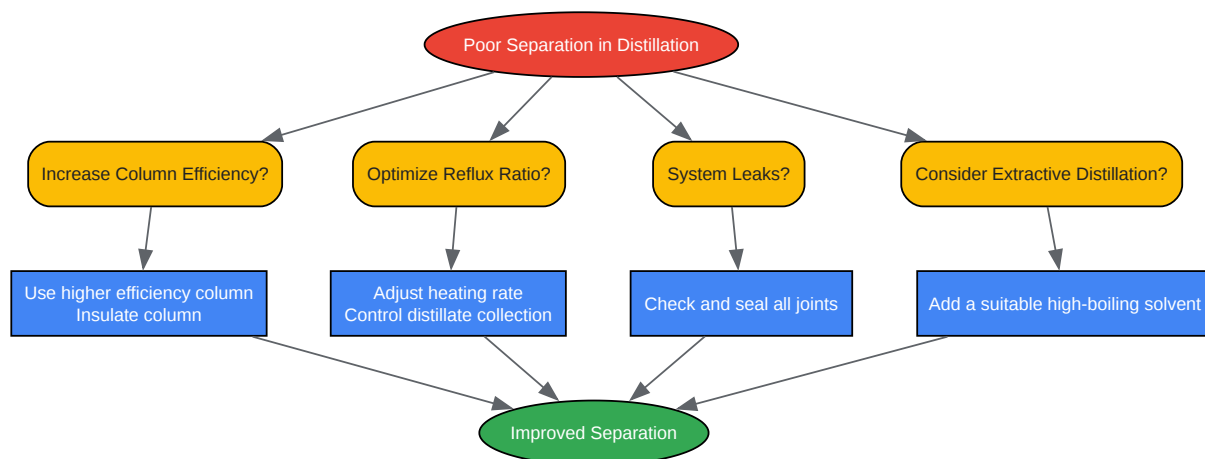 Poor Separation in Distillation
Increase Column Efficiency?
Optimize Reflux Ratio?
System Leaks?
Consider Extractive Distillation?
Use higher efficiency column
Insulate column
Adjust heating rate
Control distillate collection
Check and seal all joints
Add a suitable high-boiling solvent
Improved Separation